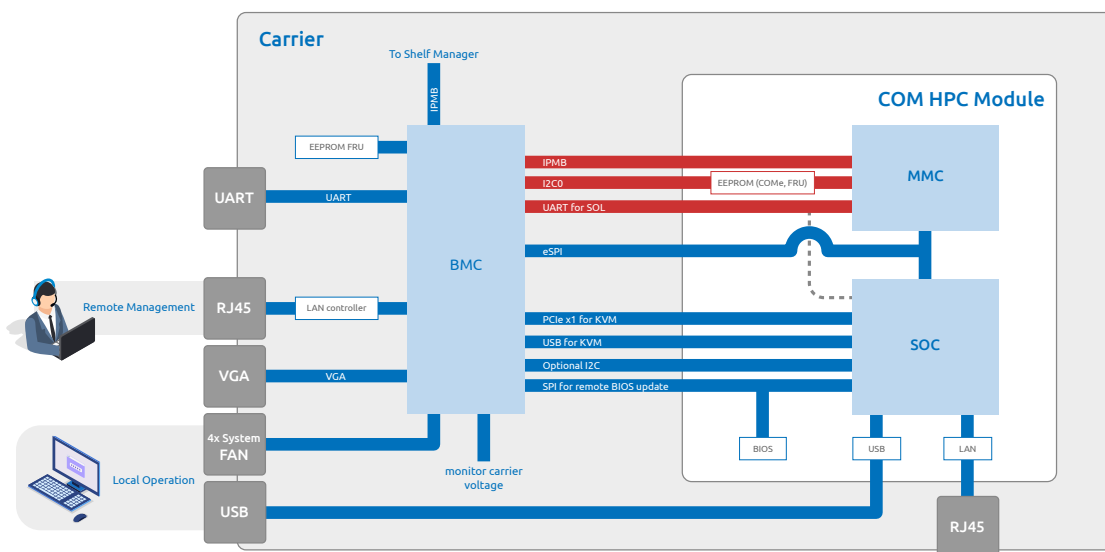 Carrier
To Shelf Manager
IPMB
COM HPC Module
EEPROM FRU
IPMB
MMC
I2C0
EEPROM (COMe, FRU)
UART
UART
UART for SOL
eSPI
BMC
Remote Management
RJ45
LAN controller
PCIe x1 for KVM
USB for KVM
SOC
Optional I2C
VGA
VGA
SPI for remote BIOS update
4x System
FAN
BIOS
USB
LAN
monitor carrier
voltage
Local Operation
USB
RJ45